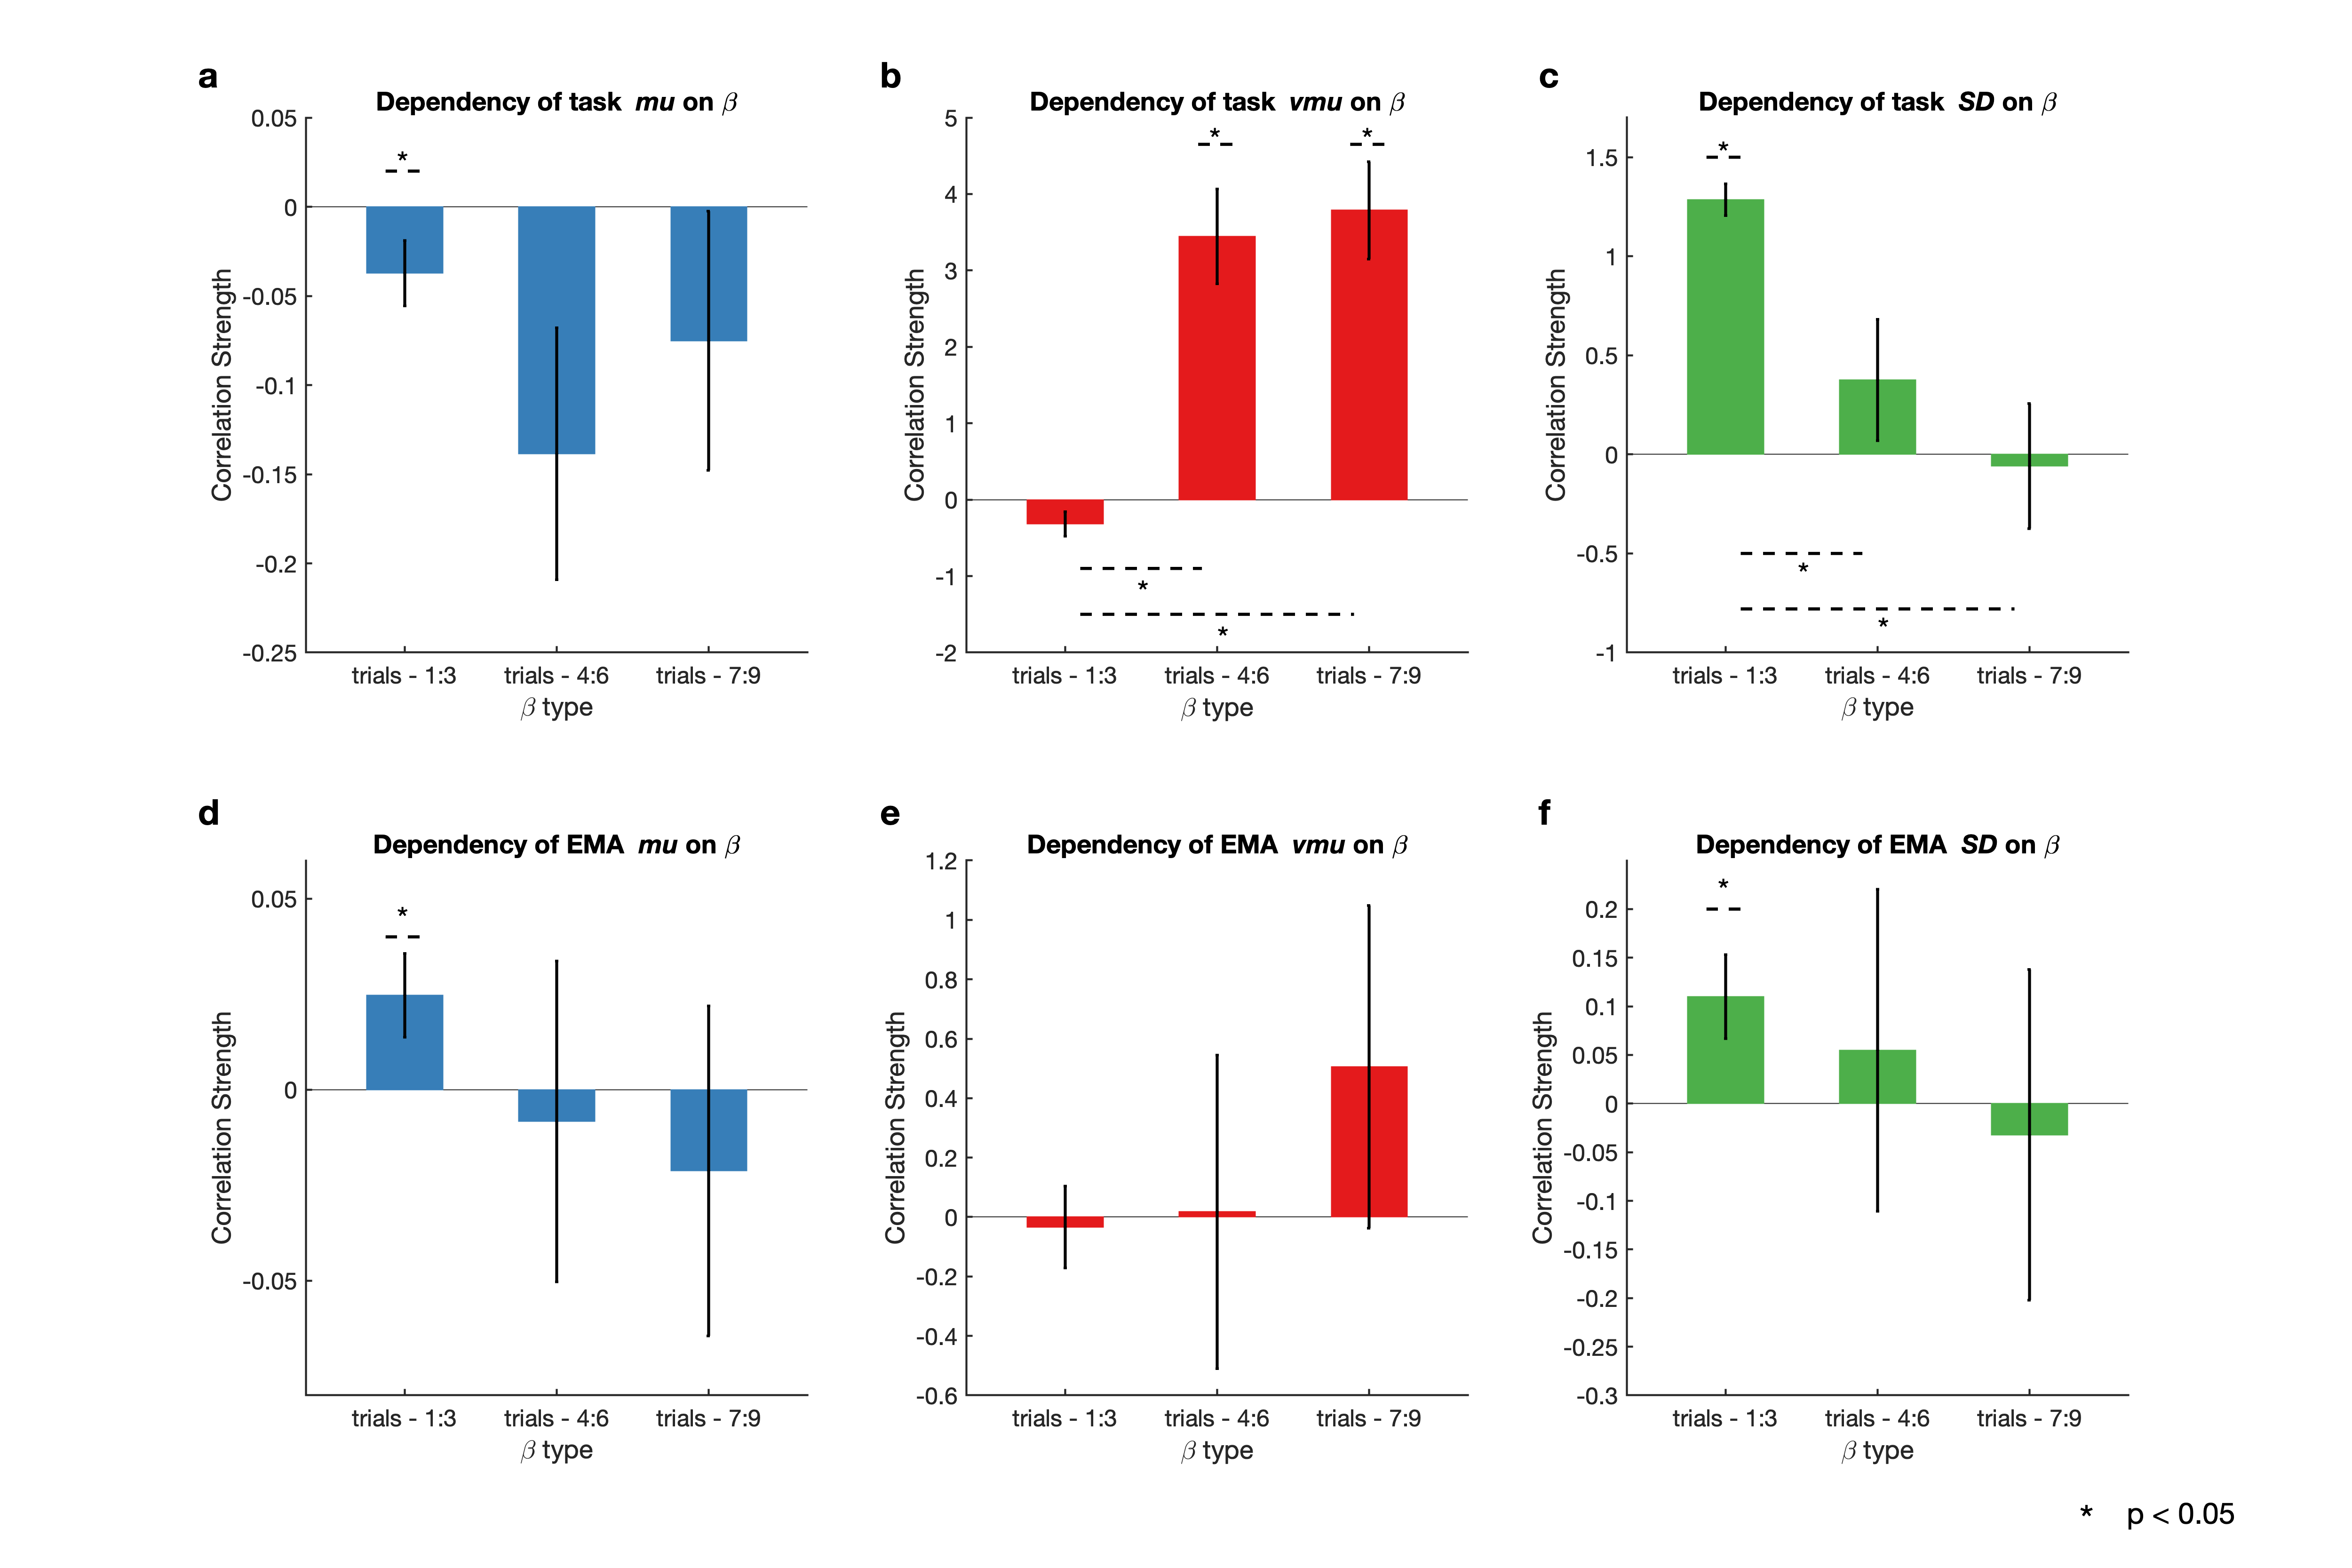 a
Dependency of task mu on β
0.05
0
-0.05
-0.1
-0.15
-0.2
-0.25
Correlation Strength
*
trials - 1:3 trials - 4:6 trials - 7:9
β type
b
Dependency of task vmu on β
5
4
3
2
1
0
-1
-2
Correlation Strength
* *
*
*
trials - 1:3 trials - 4:6 trials - 7:9
β type
c
Dependency of task SD on β
1.5
1
0.5
0
-0.5
-1
Correlation Strength
*
*
*
trials - 1:3 trials - 4:6 trials - 7:9
β type
d
Dependency of EMA mu on β
0.05
0
-0.05
Correlation Strength
*
trials - 1:3 trials - 4:6 trials - 7:9
β type
e
Dependency of EMA vmu on β
1.2
1
0.8
0.6
0.4
0.2
0
-0.2
-0.4
-0.6
Correlation Strength
trials - 1:3 trials - 4:6 trials - 7:9
β type
f
Dependency of EMA SD on β
0.2
0.15
0.1
0.05
0
-0.05
-0.1
-0.15
-0.2
-0.25
-0.3
Correlation Strength
*
trials - 1:3 trials - 4:6 trials - 7:9
β type
* p < 0.05